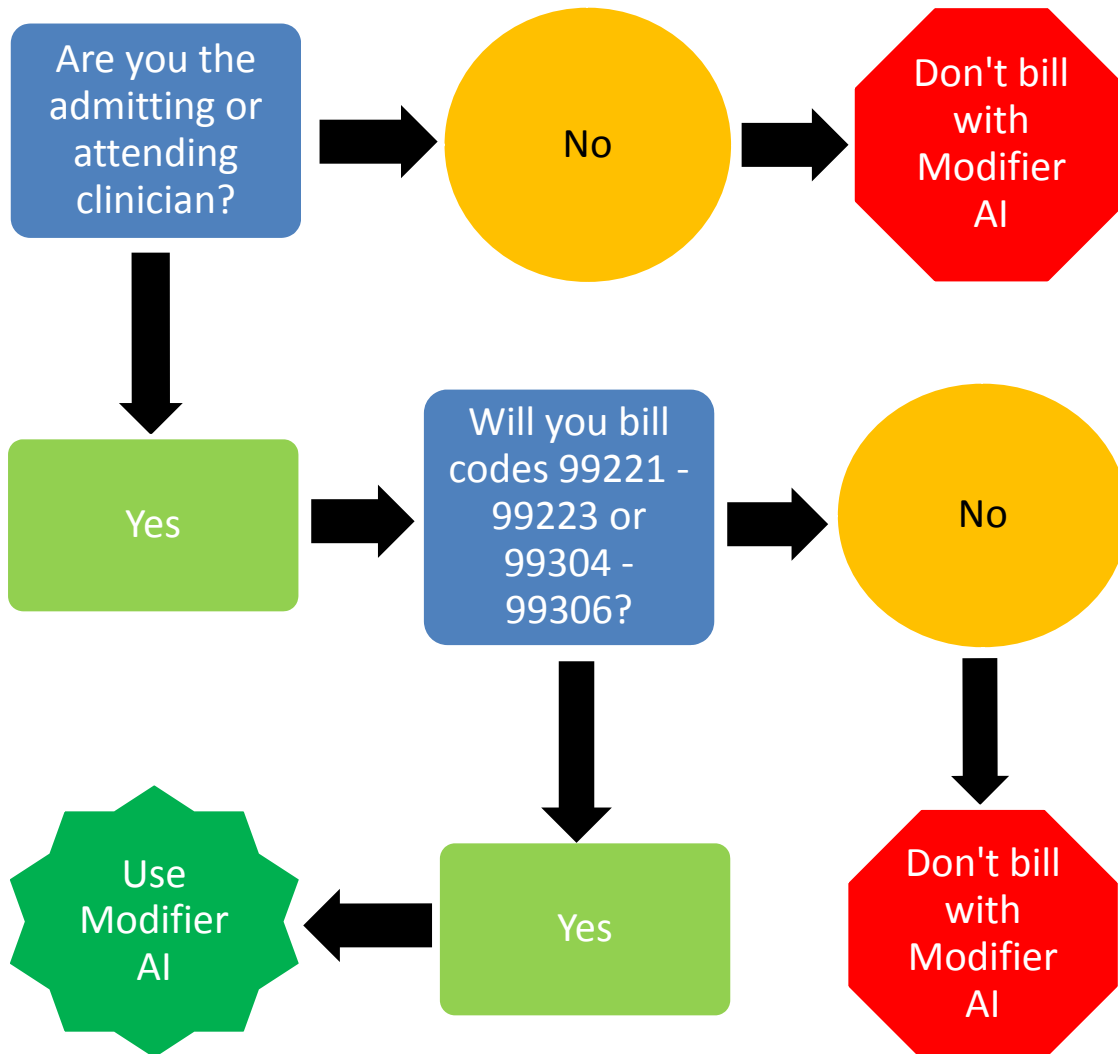 Are you the
admitting or
attending
clinician?
No
Don't bill
with
Modifier
AI
Yes
Will you bill
codes 99221 -
99223 or
99304 -
99306?
No
Use
Modifier
AI
Yes
Don't bill
with
Modifier
AI